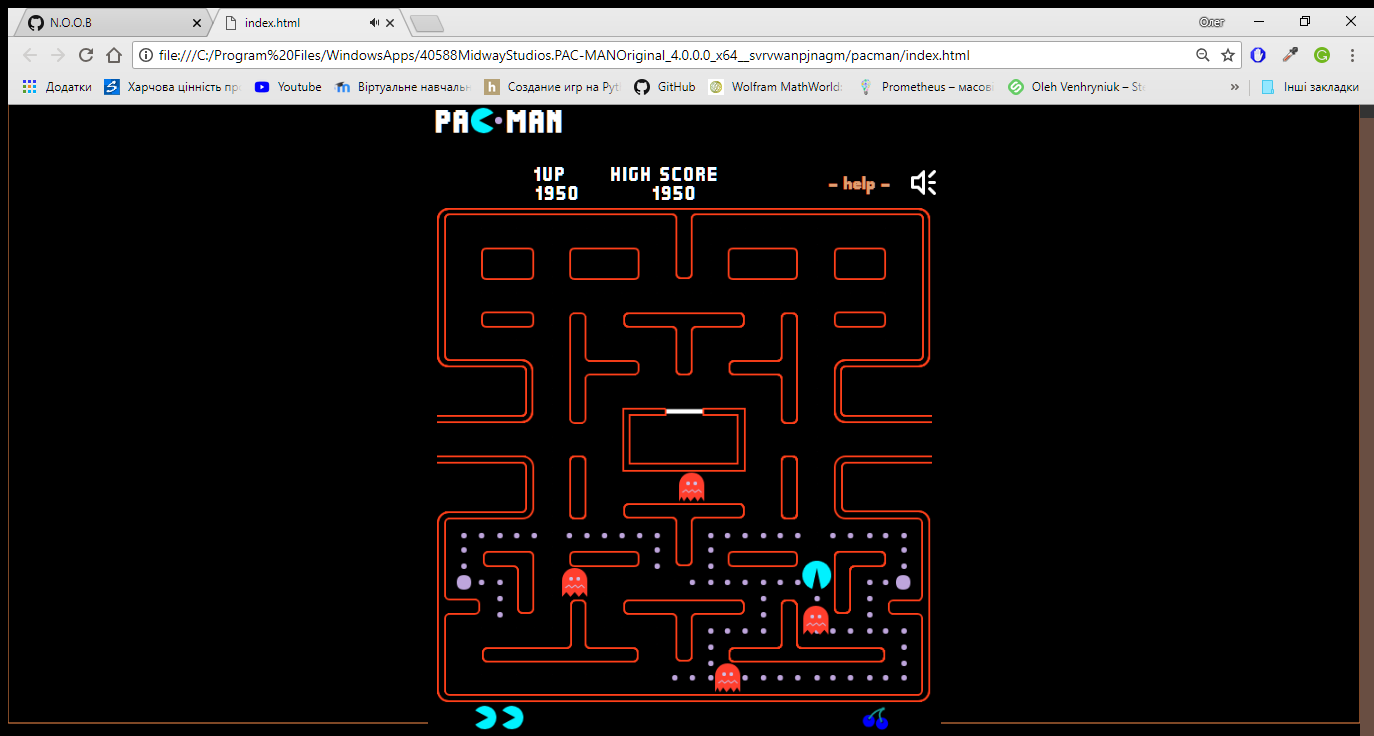 N.O.O.B
index.html
Олег
file:///C:/Program%20Files/WindowsApps/40588MidwayStudios.PAC-MANOriginal_4.0.0.0_x64__svrvwanpjnagm/pacman/index.html
Додатки
Харчова цінність пр
Youtube
Віртуальне навчальн
Создание игр на Pyt
GitHub
Wolfram MathWorld:
Prometheus – масові
Oleh Venhryniuk – St
»
Інші закладки
PAC-MAN
1UP
HIGH SCORE
1950
1950
- help -